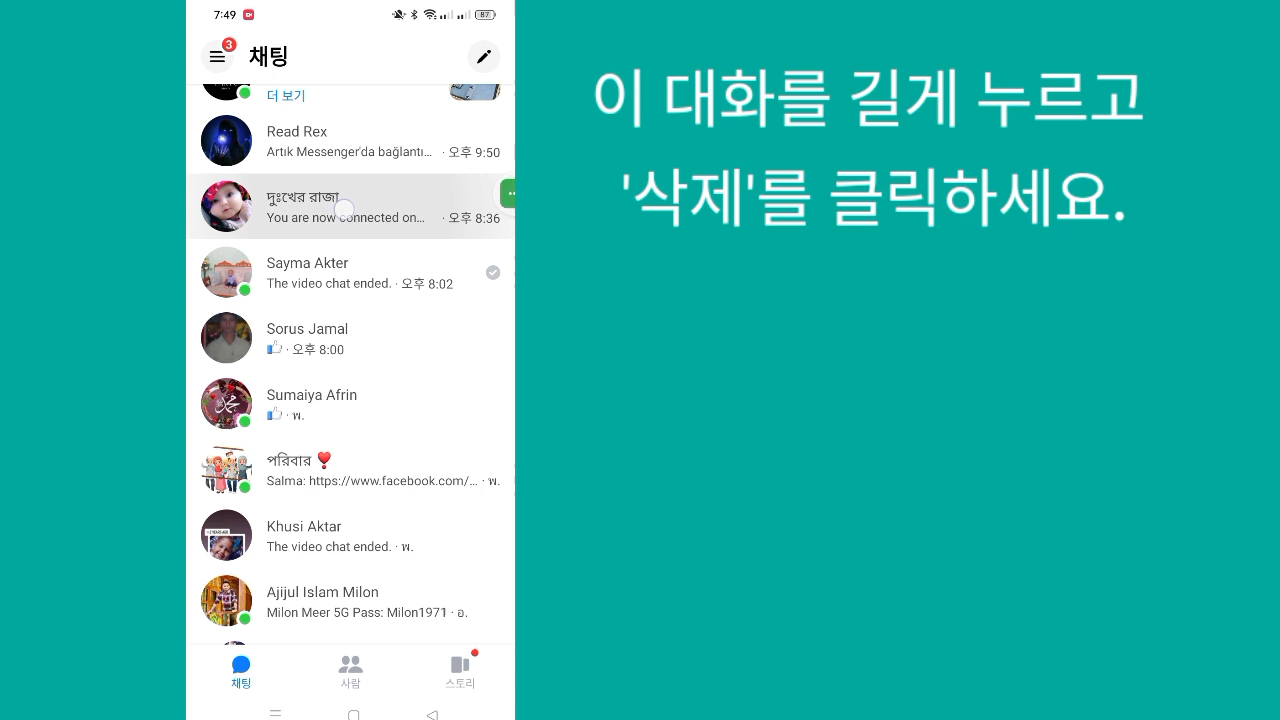 7:49
87
3
채팅
더 보기
Read Rex
Artık Messenger'da bağlantı... · 오후 9:50
দুঃখের রাজা
You are now connected on... · 오후 8:36
Sayma Akter
The video chat ended. · 오후 8:02
Sorus Jamal
· 오후 8:00
Sumaiya Afrin
· พ.
পরিবার ❣️
Salma: https://www.facebook.com/... · พ.
Khusi Aktar
The video chat ended. · พ.
Ajijul Islam Milon
Milon Meer 5G Pass: Milon1971 · อ.
채팅
사람
스토리
이 대화를 길게 누르고
'삭제'를 클릭하세요.